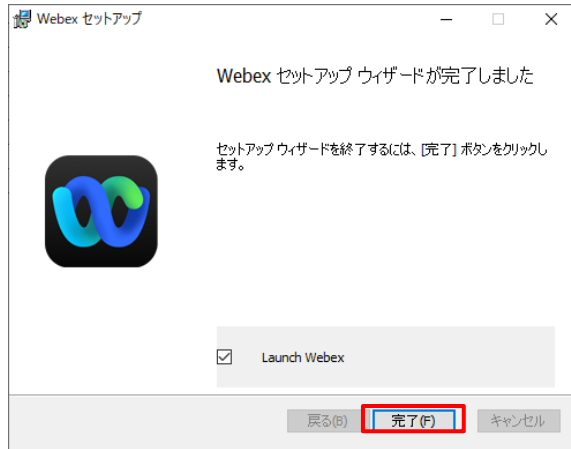 Webex セットアップ
Webex セットアップ ウィザードが完了しました
セットアップ ウィザードを終了するには、[完了] ボタンをクリックし
ます。
Launch Webex
戻る(B)
完了(F)
キャンセル